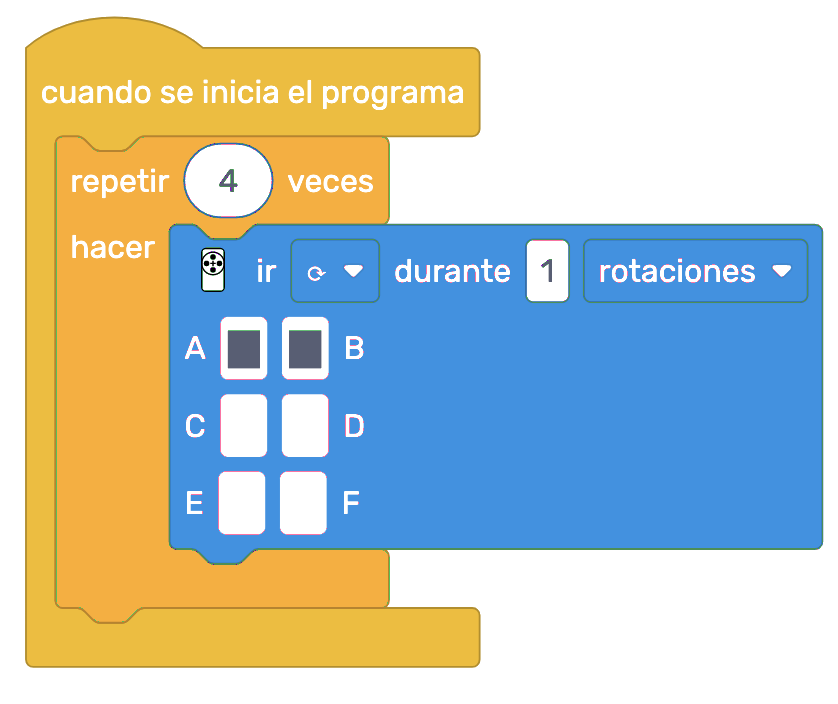 cuando se inicia el programa
repetir 4 veces
hacer
ir durante 1 rotaciones
A B
C D
E F